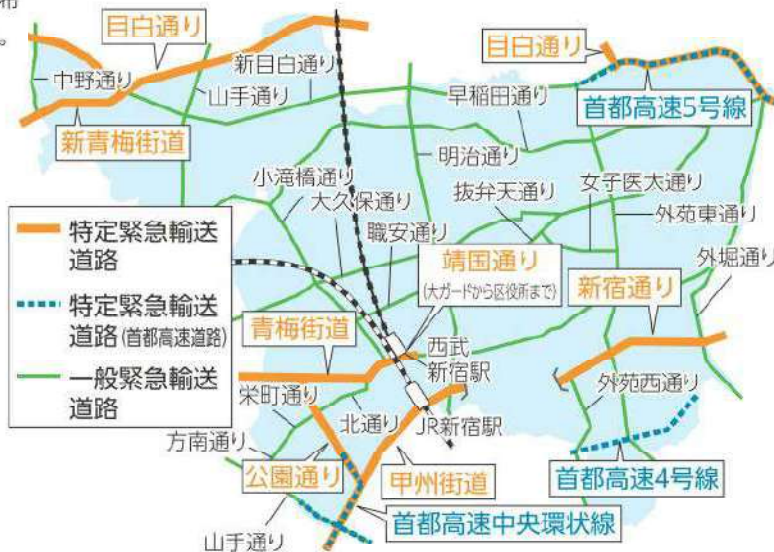 布
。
目白通り
目白通り
中野通り
新目白通り
山手通り
早稲田通り
首都高速5号線
新青梅街道
明治通り
小滝橋通り
抜弁天通り
女子医大通り
大久保通り
外苑東通り
職安通り
外堀通り
靖国通り
(大ガードから区役所まで)
新宿通り
特定緊急輸送
道路
特定緊急輸送
道路(首都高速道路)
一般緊急輸送
道路
青梅街道
西武
新宿駅
栄町通り
外苑西通り
北通り
JR新宿駅
方南通り
公園通り
甲州街道
首都高速4号線
首都高速中央環状線
山手通り